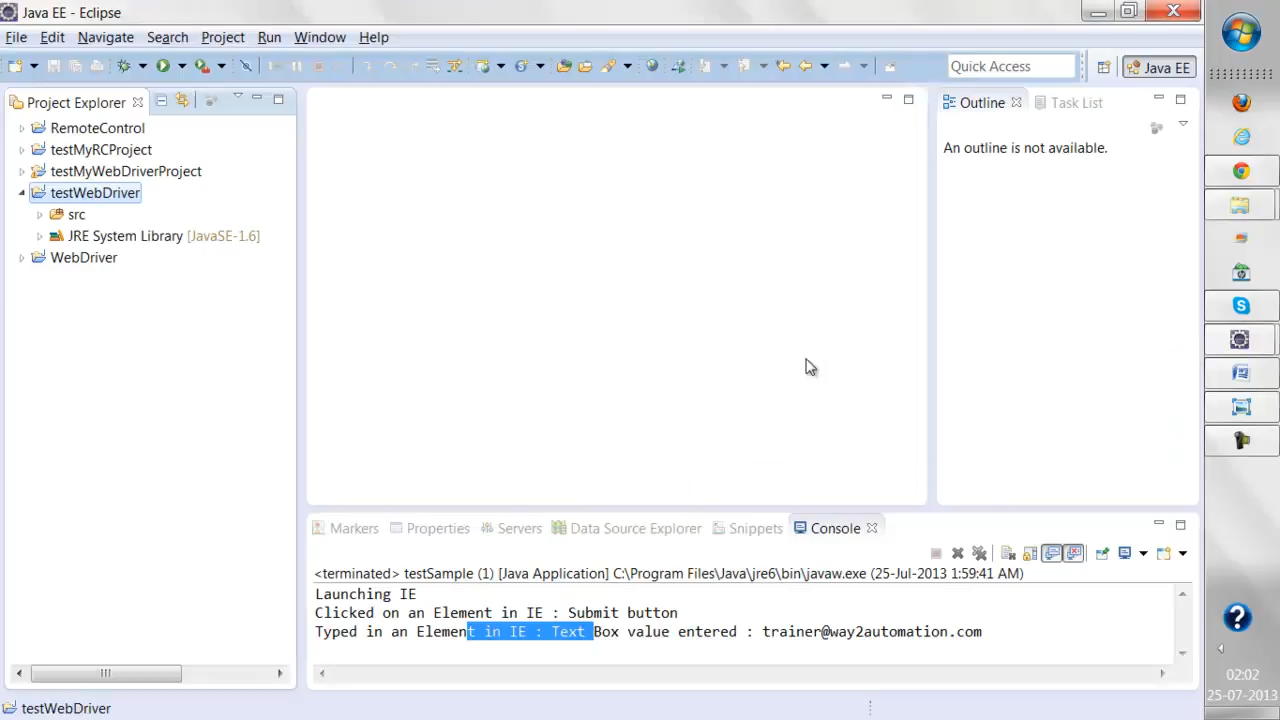 Java EE - Eclipse
File Edit Navigate Search Project Run Window Help
Quick Access
Java EE
Project Explorer
RemoteControl
testMyRCProject
testMyWebDriverProject
testWebDriver
src
JRE System Library [JavaSE-1.6]
WebDriver
Outline Task List
An outline is not available.
Markers Properties Servers Data Source Explorer Snippets Console
<terminated> testSample (1) [Java Application] C:\Program Files\Java\jre6\bin\javaw.exe (25-Jul-2013 1:59:41 AM)
Launching IE
Clicked on an Element in IE : Submit button
Typed in an Element in IE : Text Box value entered : trainer@way2automation.com
testWebDriver
02:02
25-07-2013